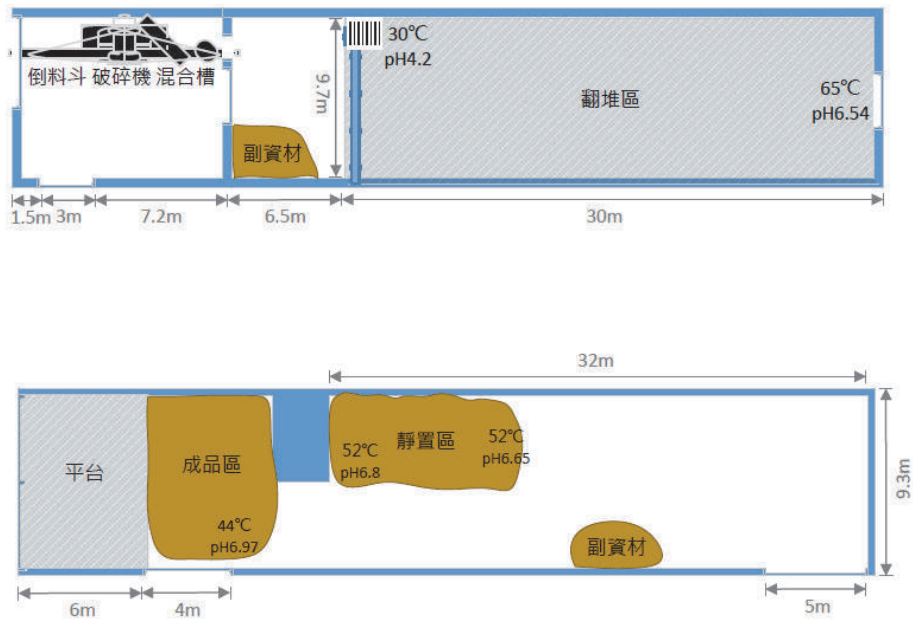 倒料斗 破碎機 混合槽
9.7m
30℃
pH4.2
翻堆區
65℃
pH6.54
副資材
1.5m
3m
7.2m
6.5m
30m
32m
平台
成品區
44℃
pH6.97
52℃
pH6.8
靜置區
52℃
pH6.65
副資材
9.3m
6m
4m
5m